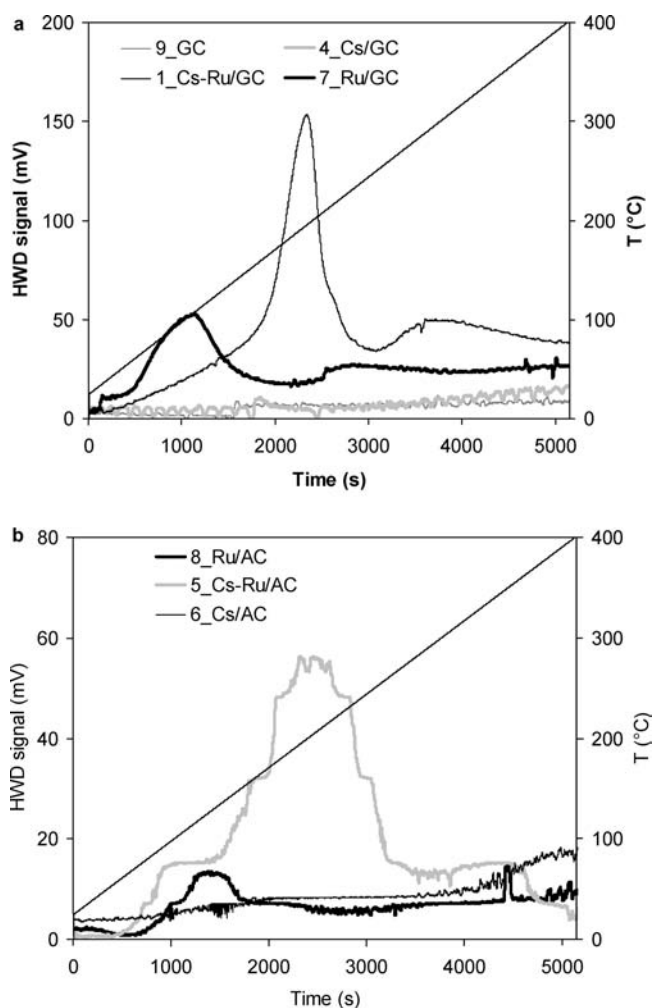 a
200
150
100
50
0
HWD signal (mV)
9_GC
4_Cs/GC
1_Cs-Ru/GC
7_Ru/GC
400
300
200
100
0
T (°C)
0
1000
2000
3000
4000
5000
Time (s)
b
80
60
40
20
0
HWD signal (mV)
8_Ru/AC
5_Cs-Ru/AC
6_Cs/AC
400
300
200
100
0
T (°C)
0
1000
2000
3000
4000
5000
Time (s)